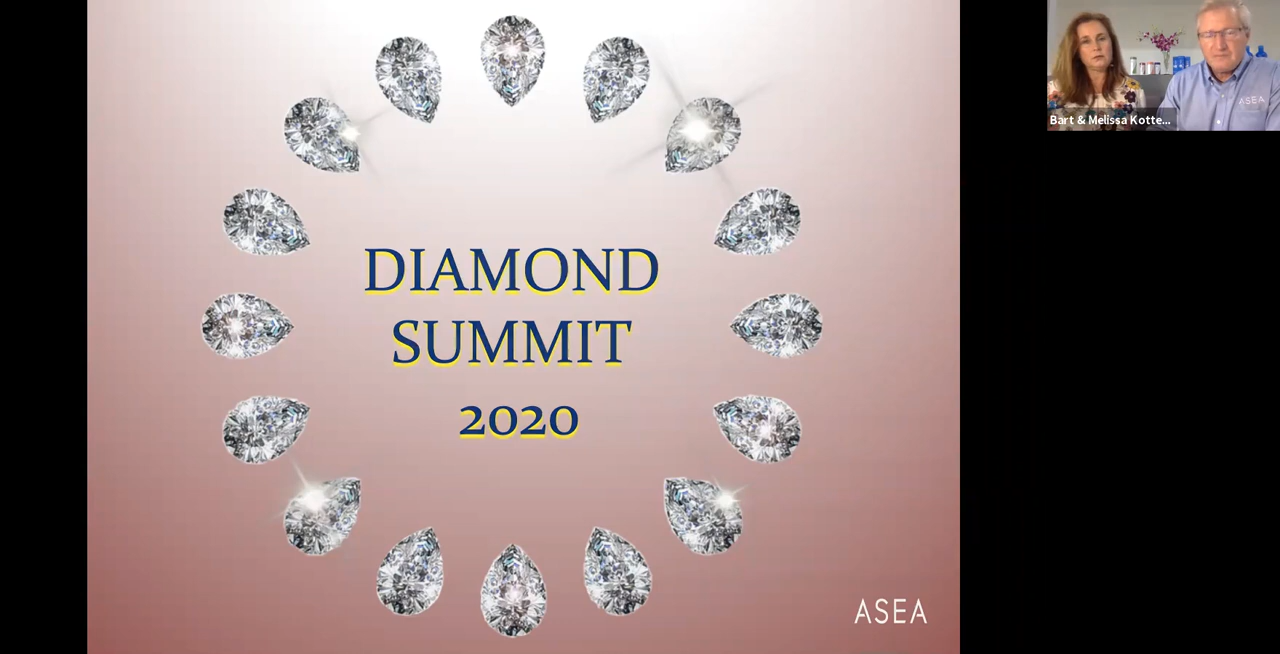 DIAMOND
SUMMIT
2020
ASEA
Bart & Melissa Kotte...
ASEA